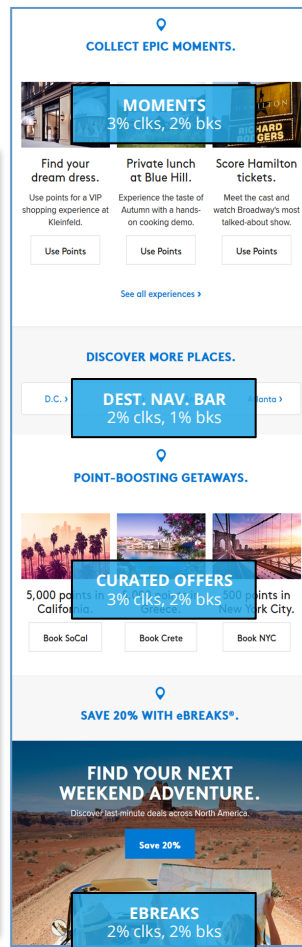 COLLECT EPIC MOMENTS.
MOMENTS
3% clks, 2% bks
HAMILTON
RICHARD
RODGERS
Find your
dream dress.
Private lunch
at Blue Hill.
Score Hamilton
tickets.
Use points for a VIP
shopping experience at
Kleinfeld.
Experience the taste of
Autumn with a hands-
on cooking demo.
Meet the cast and
watch Broadway's most
talked-about show.
Use Points
Use Points
Use Points
See all experiences ›
DISCOVER MORE PLACES.
D.C. ›
DEST. NAV. BAR
2% clks, 1% bks
Atlanta ›
POINT-BOOSTING GETAWAYS.
CURATED OFFERS
3% clks, 2% bks
5,000 points in
California.
Greece.
500 points in
New York City.
Book SoCal
Book Crete
Book NYC
SAVE 20% WITH eBREAKS®.
FIND YOUR NEXT
WEEKEND ADVENTURE.
Discover last-minute deals across North America.
Save 20%
EBREAKS
2% clks, 2% bks